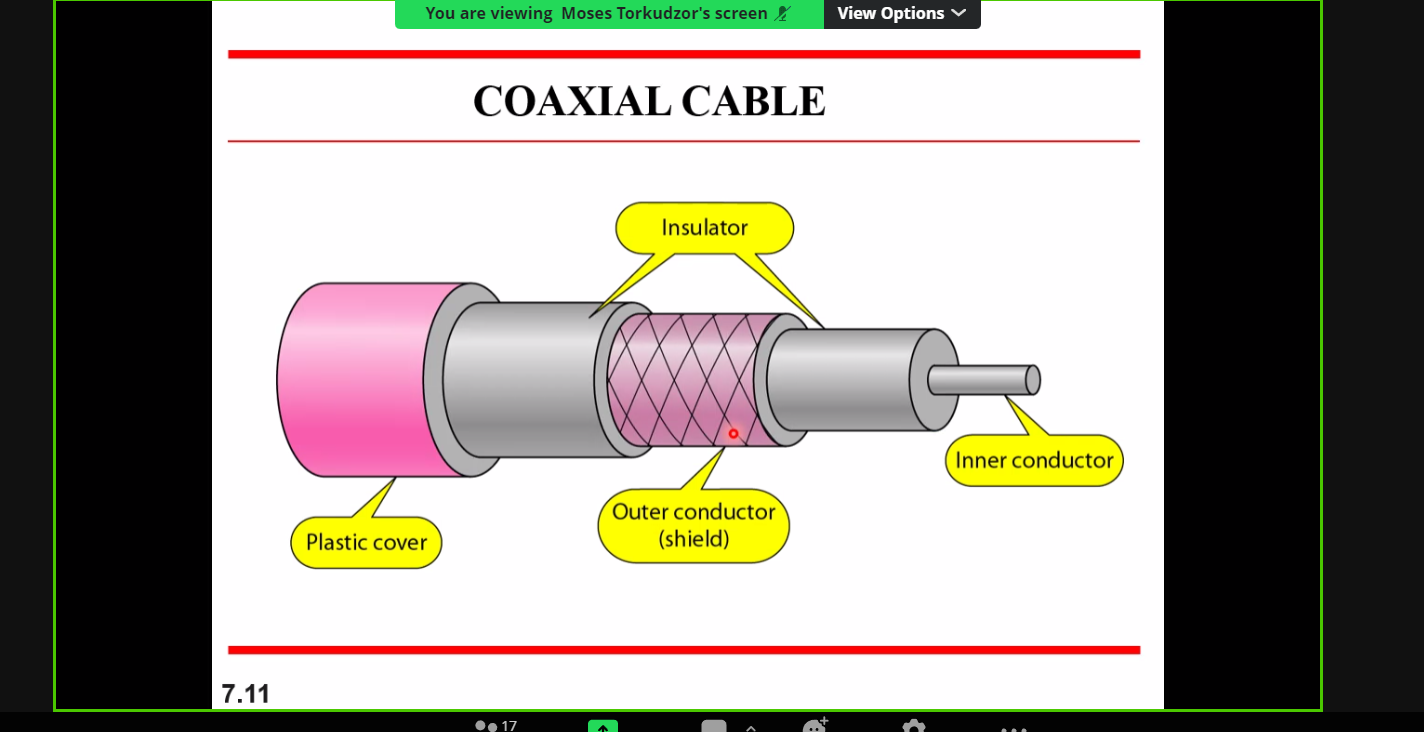 You are viewing Moses Torkudzor's screen View Options
COAXIAL CABLE
Insulator
Inner conductor
Outer conductor
(shield)
Plastic cover
7.11
17